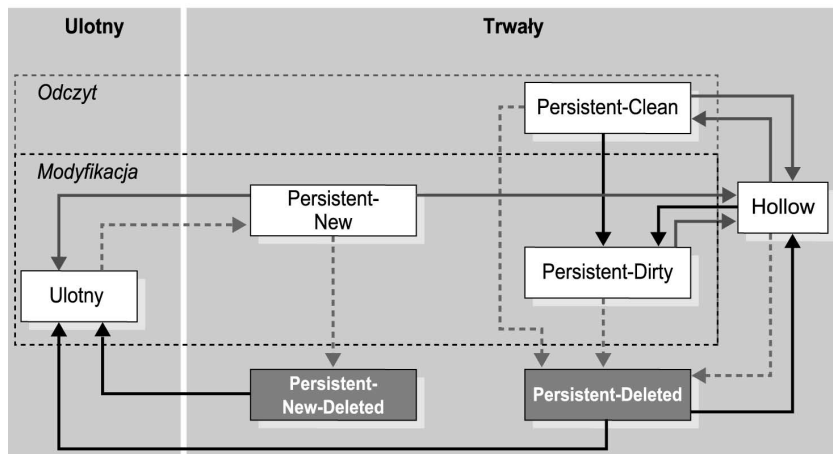 Ulotny
Trwały
Odczyt
Persistent-Clean
Modyfikacja
Persistent-
New
Hollow
Persistent-Dirty
Ulotny
Persistent-
New-Deleted
Persistent-Deleted